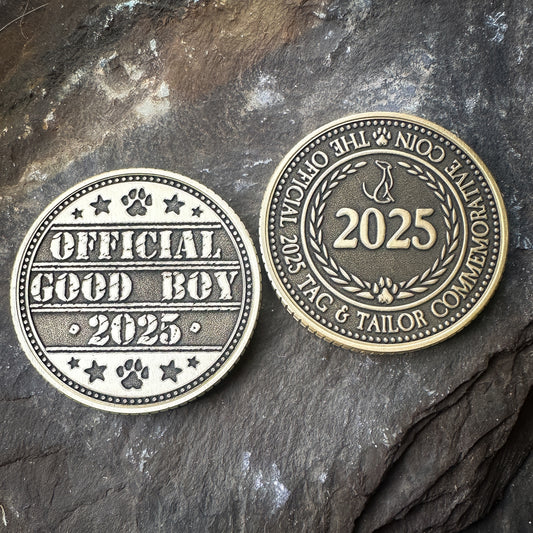 OFFICIAL
GOOD BOY
· 2025 ·
THE OFFICIAL 2025 TAG & TAILOR COMMEMORATIVE COIN
2025